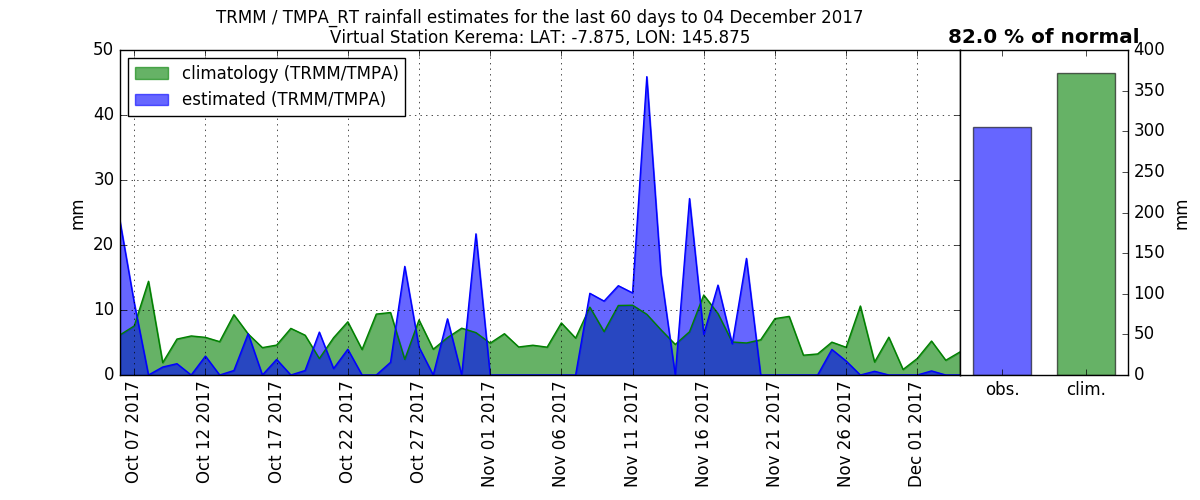 TRMM / TMPA_RT rainfall estimates for the last 60 days to 04 December 2017
Virtual Station Kerema: LAT: -7.875, LON: 145.875
82.0 % of normal
climatology (TRMM/TMPA)
estimated (TRMM/TMPA)
mm
50
40
30
20
10
0
Oct 07 2017
Oct 12 2017
Oct 17 2017
Oct 22 2017
Oct 27 2017
Nov 01 2017
Nov 06 2017
Nov 11 2017
Nov 16 2017
Nov 21 2017
Nov 26 2017
Dec 01 2017
400
350
300
250
200
150
100
50
0
mm
obs.
clim.